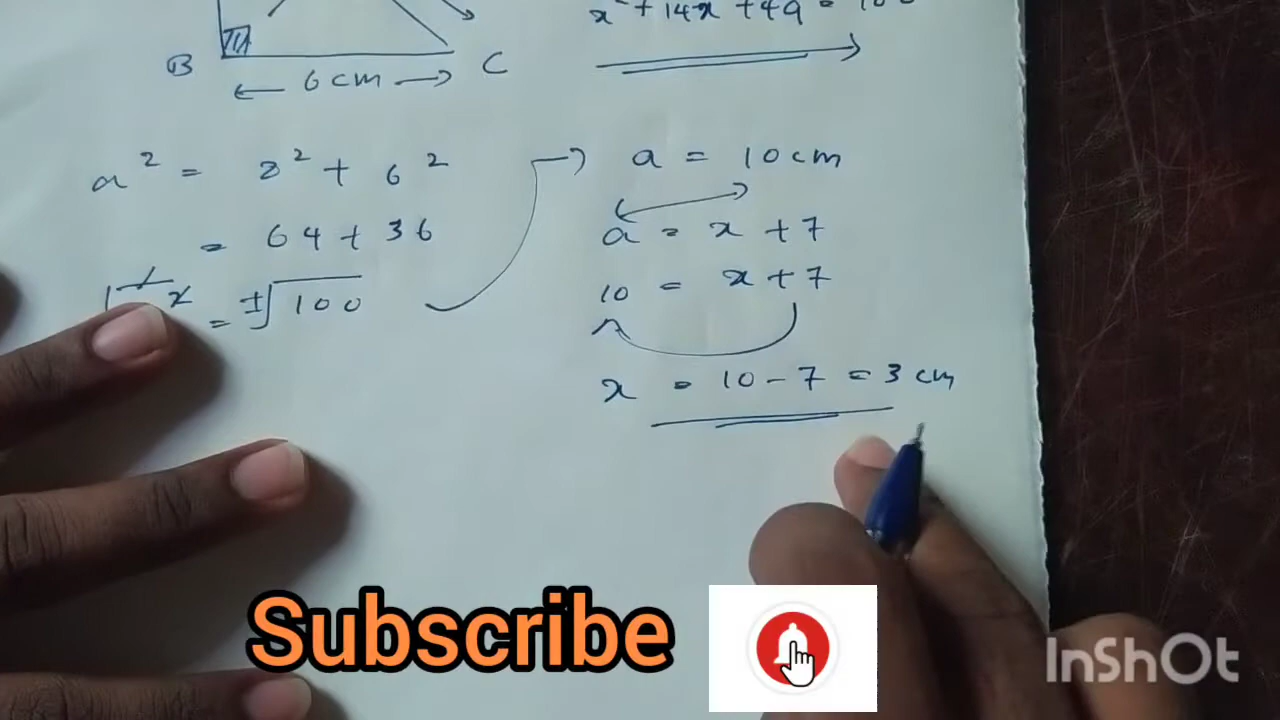 x² + 14x + 49 = 100
B
6 cm
C
a² = 8² + 6²
= 64 + 36
= ±√100
a = 10 cm
a = x + 7
10 = x + 7
x = 10 - 7 = 3 cm
Subscribe
InShOt